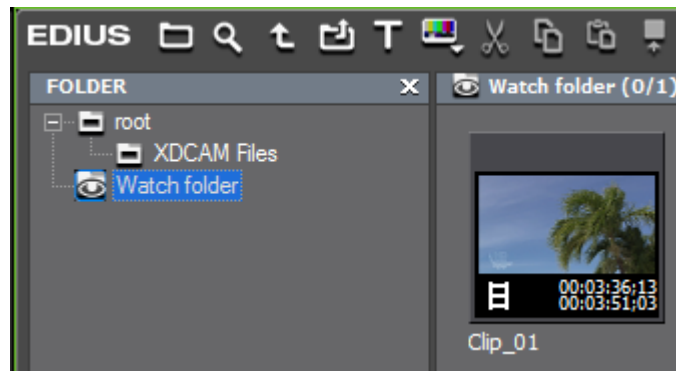 EDIUS
T
FOLDER
root
XDCAM Files
Watch folder
Watch folder (0/1)
00:03:36;13
00:03:51;03
Clip_01